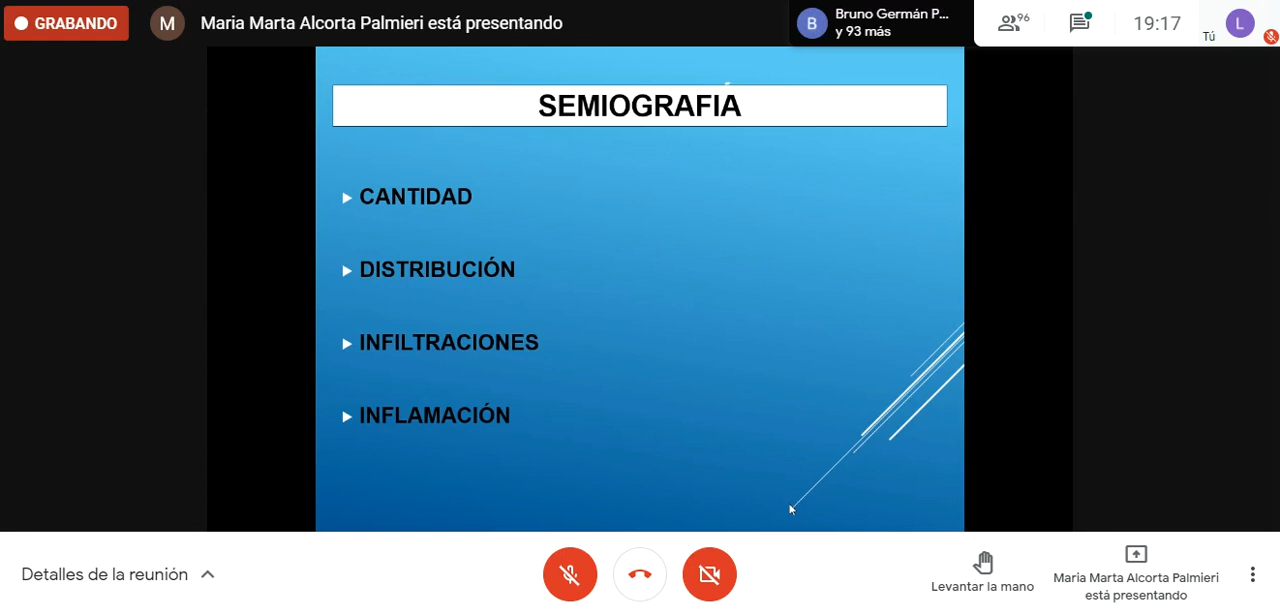 GRABANDO
M
Maria Marta Alcorta Palmieri está presentando
B
Bruno Germán P...
y 93 más
96
19:17
Tú
L
SEMIOGRAFIA
CANTIDAD
DISTRIBUCIÓN
INFILTRACIONES
INFLAMACIÓN
Detalles de la reunión
Levantar la mano
Maria Marta Alcorta Palmieri
está presentando